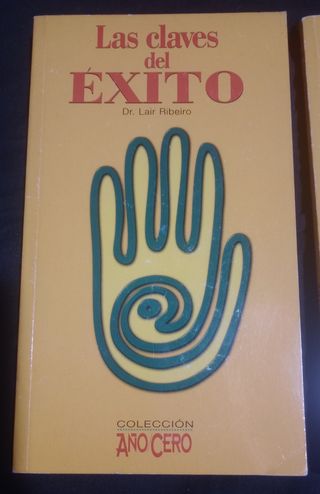 Las claves
del
ÉXITO
Dr. Lair Ribeiro
COLECCIÓN
AÑO CERO